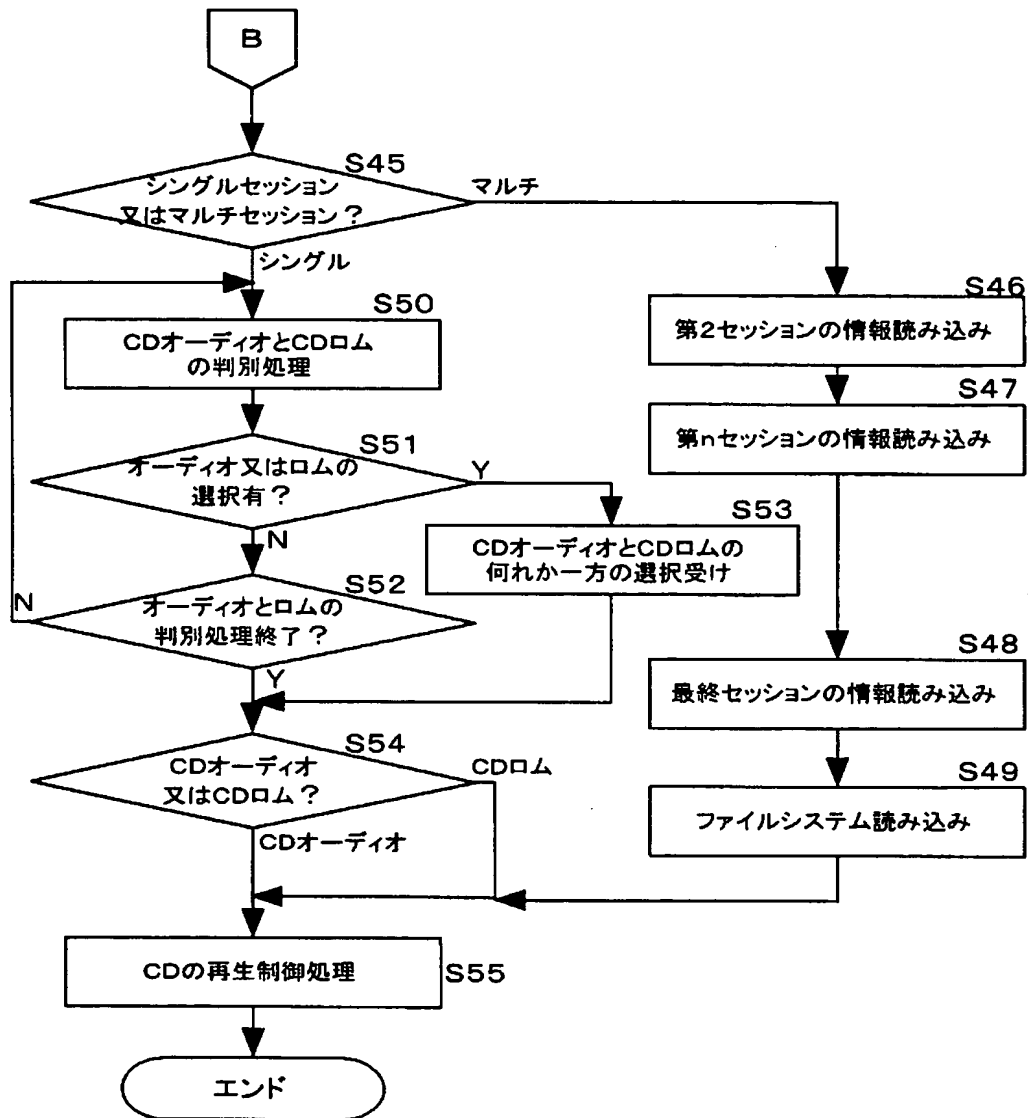 B
S45
シングルセッション
又はマルチセッション?
マルチ
シングル
S46
第2セッションの情報読み込み
S50
CDオーディオとCDロム
の判別処理
S47
第nセッションの情報読み込み
S51
オーディオ又はロムの
選択有?
Y
N
S53
CDオーディオとCDロムの
何れか一方の選択受け
S52
オーディオとロムの
判別処理終了?
N
Y
S48
最終セッションの情報読み込み
S54
CDオーディオ
又はCDロム?
CDロム
CDオーディオ
S49
ファイルシステム読み込み
CDの再生制御処理
S55
エンド